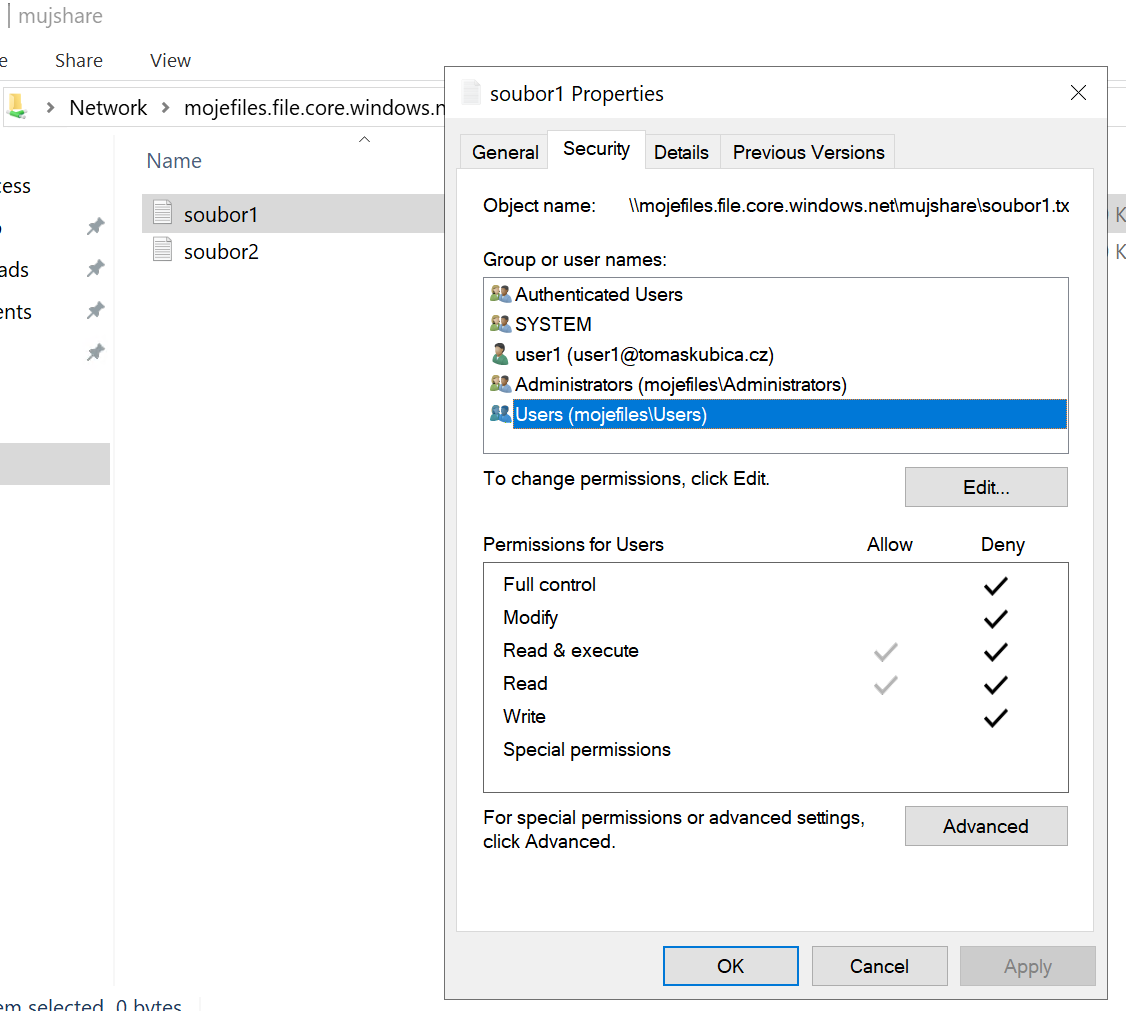 mujshare
e Share View
Network mojefiles.file.core.windows.n
Name
cess
ads
ents
soubor1
soubor2
K
K
soubor1 Properties
General Security Details Previous Versions
Object name: \\mojefiles.file.core.windows.net\mujshare\soubor1.tx
Group or user names:
Authenticated Users
SYSTEM
user1 (user1@tomaskubica.cz)
Administrators (mojefiles\Administrators)
Users (mojefiles\Users)
To change permissions, click Edit.
Edit...
Permissions for Users Allow Deny
Full control
Modify
Read & execute
Read
Write
Special permissions
For special permissions or advanced settings,
click Advanced.
Advanced
OK Cancel Apply
em selected 0 bytes